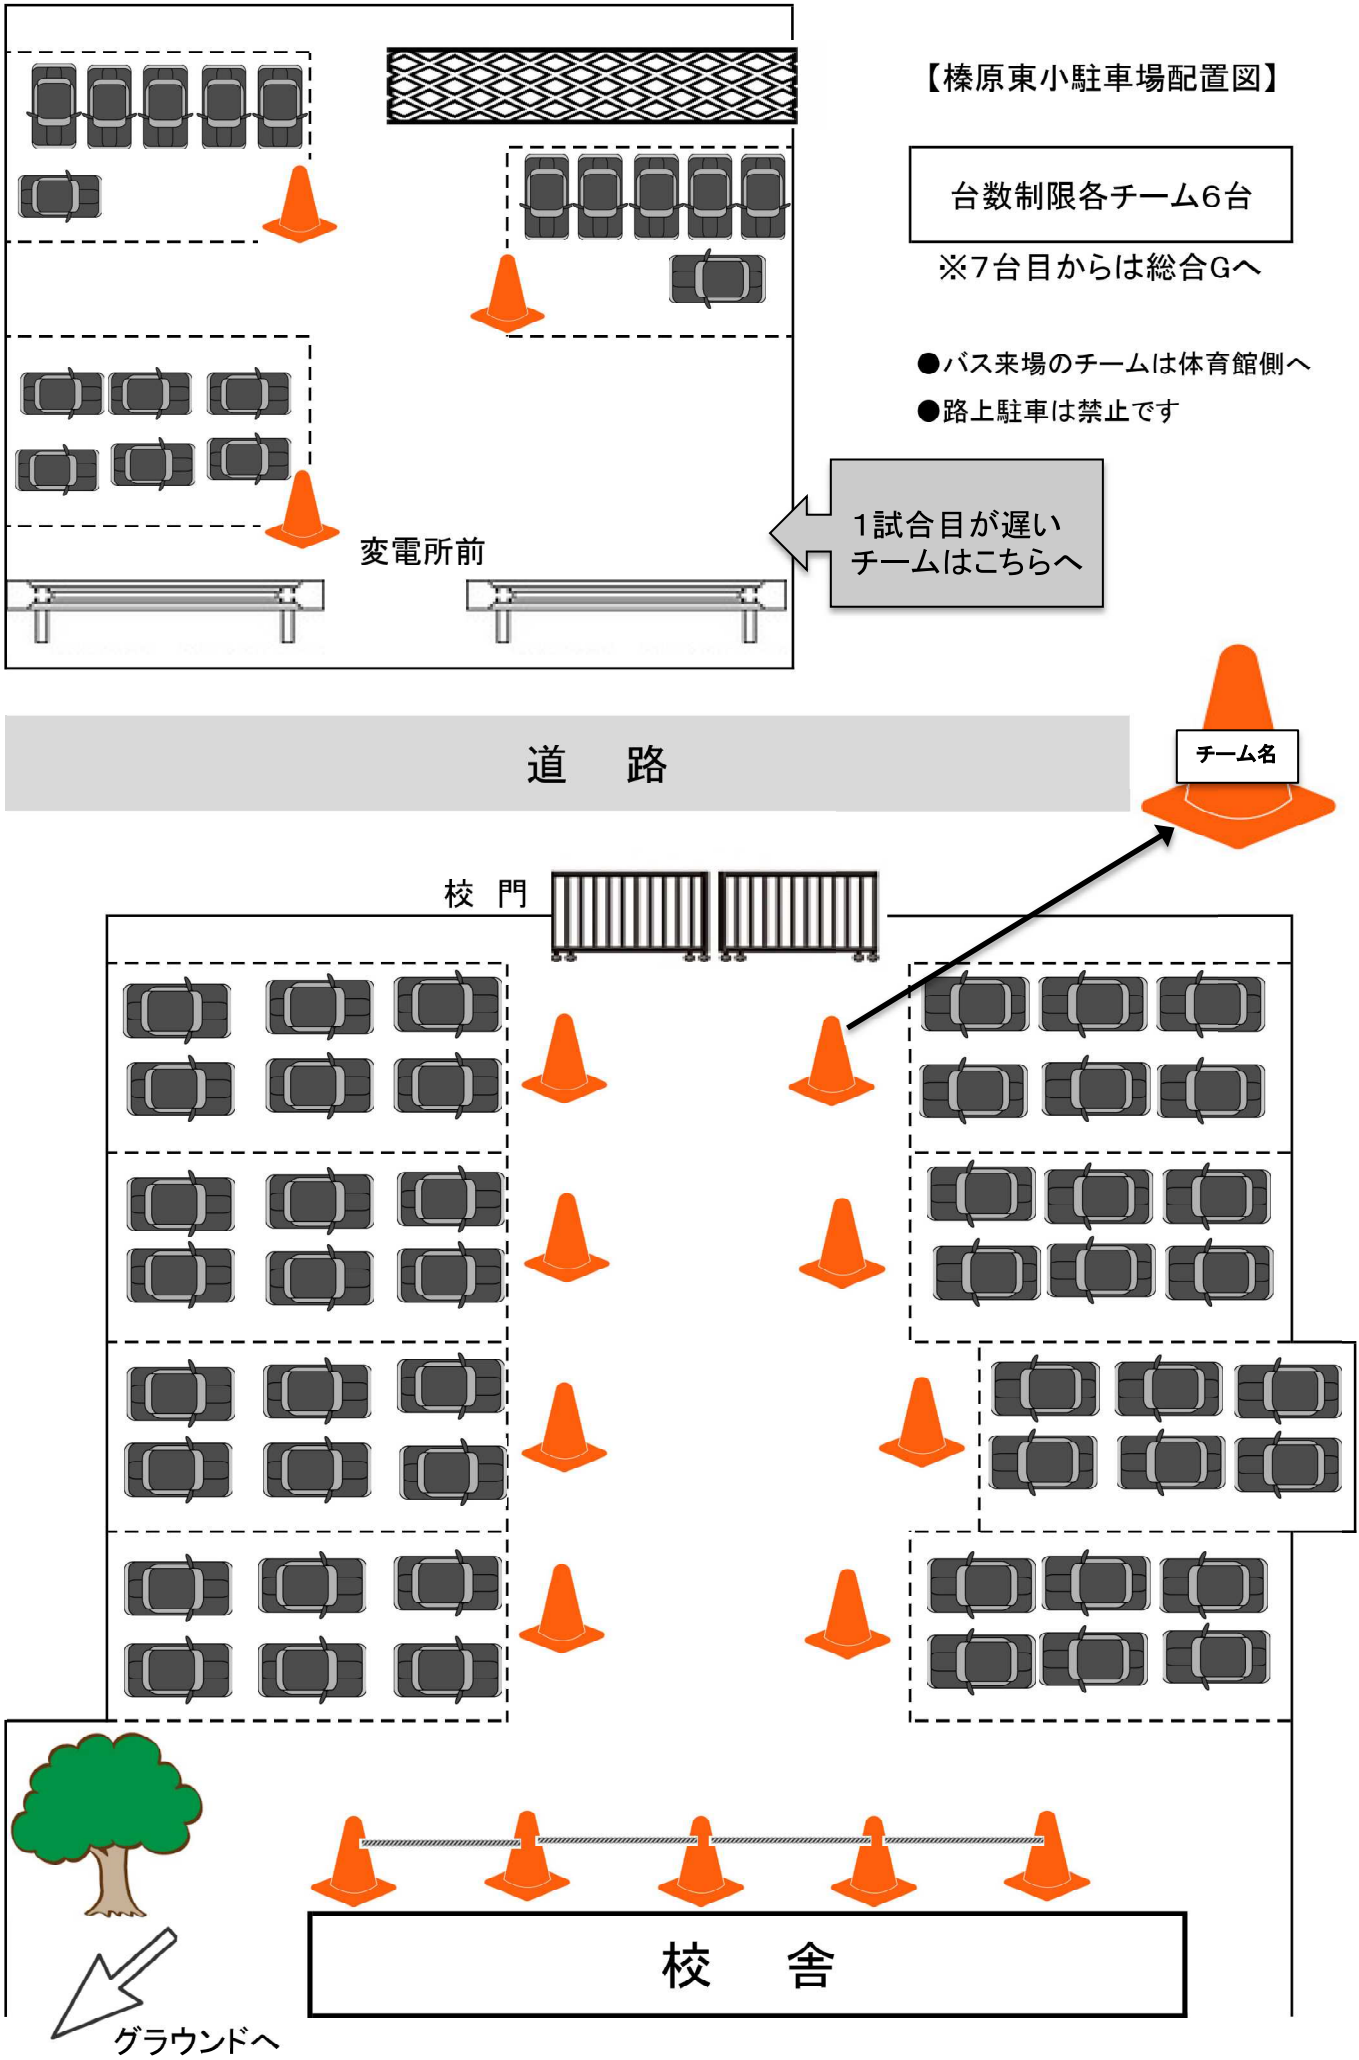 【榛原東小駐車場配置図】
台数制限各チーム６台
※７台目からは総合Gへ
●バス来場のチームは体育館側へ
●路上駐車は禁止です
１試合目が遅い
チームはこちらへ
変電所前
道　路
チーム名
校　門
校　舎
グラウンドへ